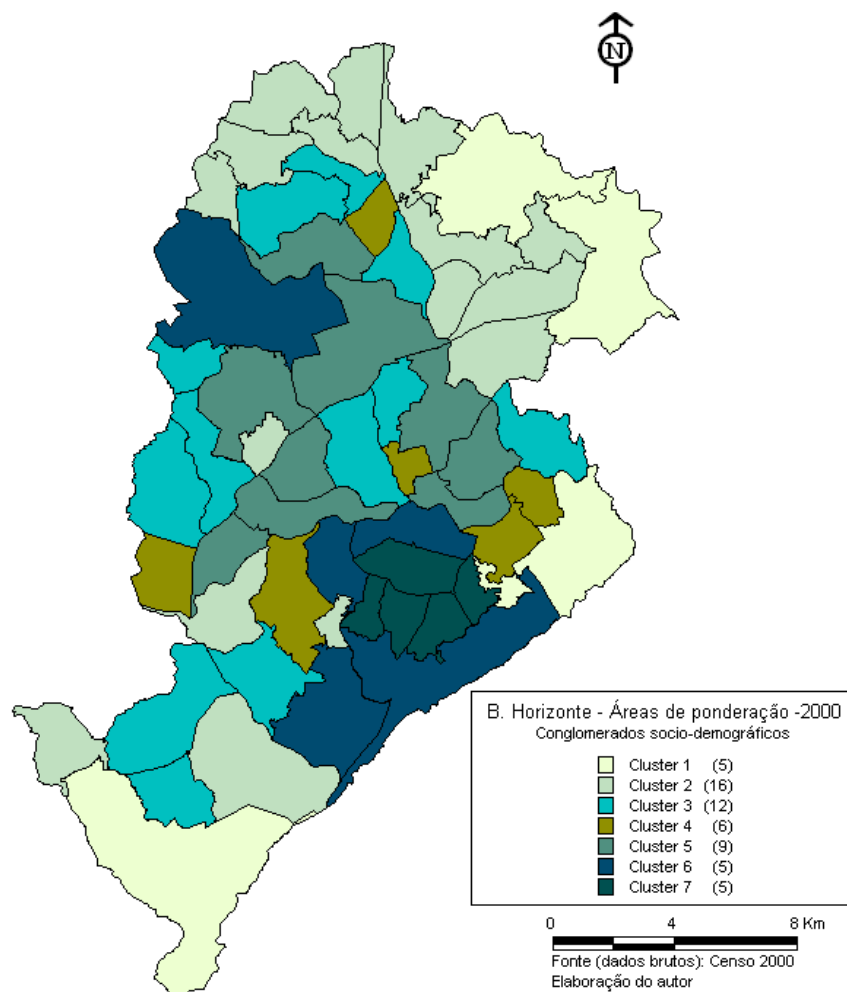 N
B. Horizonte - Áreas de ponderação -2000
Conglomerados socio-demográficos
Cluster 1 (5)
Cluster 2 (16)
Cluster 3 (12)
Cluster 4 (6)
Cluster 5 (9)
Cluster 6 (5)
Cluster 7 (5)
0 4 8 Km
Fonte (dados brutos): Censo 2000
Elaboração do autor